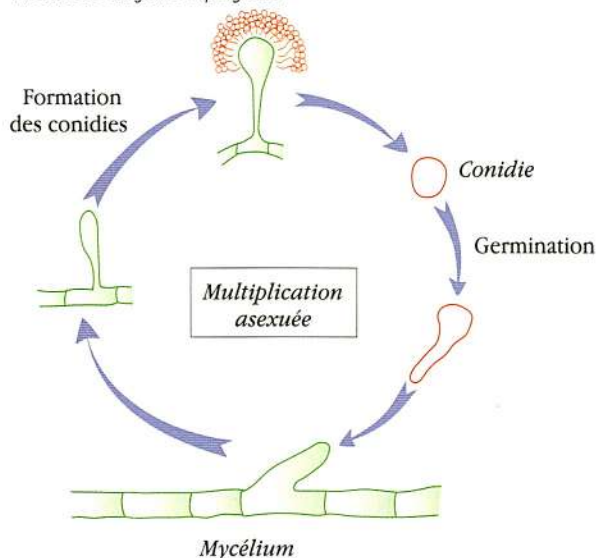 Formation
des conidies
Conidie
Germination
Multiplication
asexuée
Mycélium